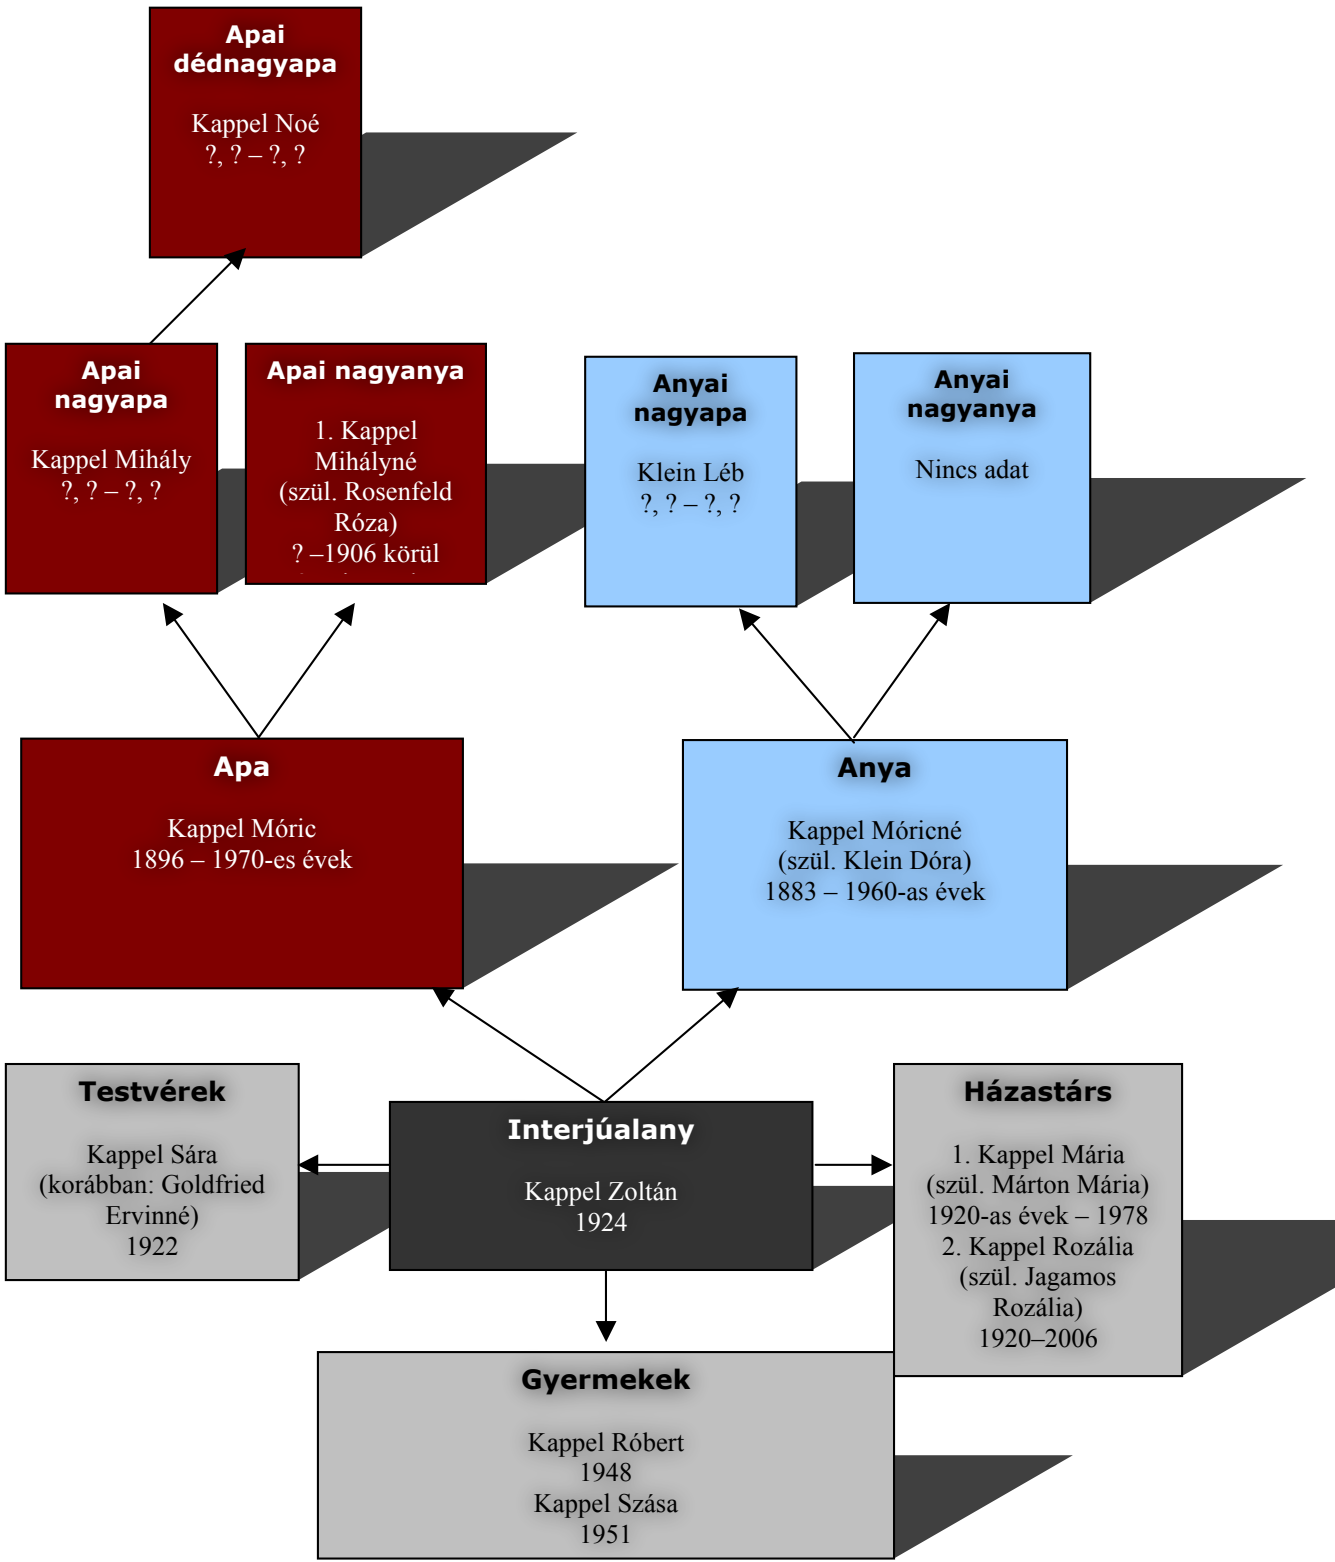 Apai
dédnagyapa
Kappel Noé
?, ? – ?, ?
Apai
nagyapa
Kappel Mihály
?, ? – ?, ?
Apai nagyanya
1. Kappel
Mihályné
(szül. Rosenfeld
Róza)
? –1906 körül
Anyai
nagyapa
Klein Léb
?, ? – ?, ?
Anyai
nagyanya
Nincs adat
Apa
Kappel Móric
1896 – 1970-es évek
Anya
Kappel Móricné
(szül. Klein Dóra)
1883 – 1960-as évek
Testvérek
Kappel Sára
(korábban: Goldfried
Ervinné)
1922
Interjúalany
Kappel Zoltán
1924
Házastárs
1. Kappel Mária
(szül. Márton Mária)
1920-as évek – 1978
2. Kappel Rozália
(szül. Jagamos
Rozália)
1920–2006
Gyermekek
Kappel Róbert
1948
Kappel Szása
1951